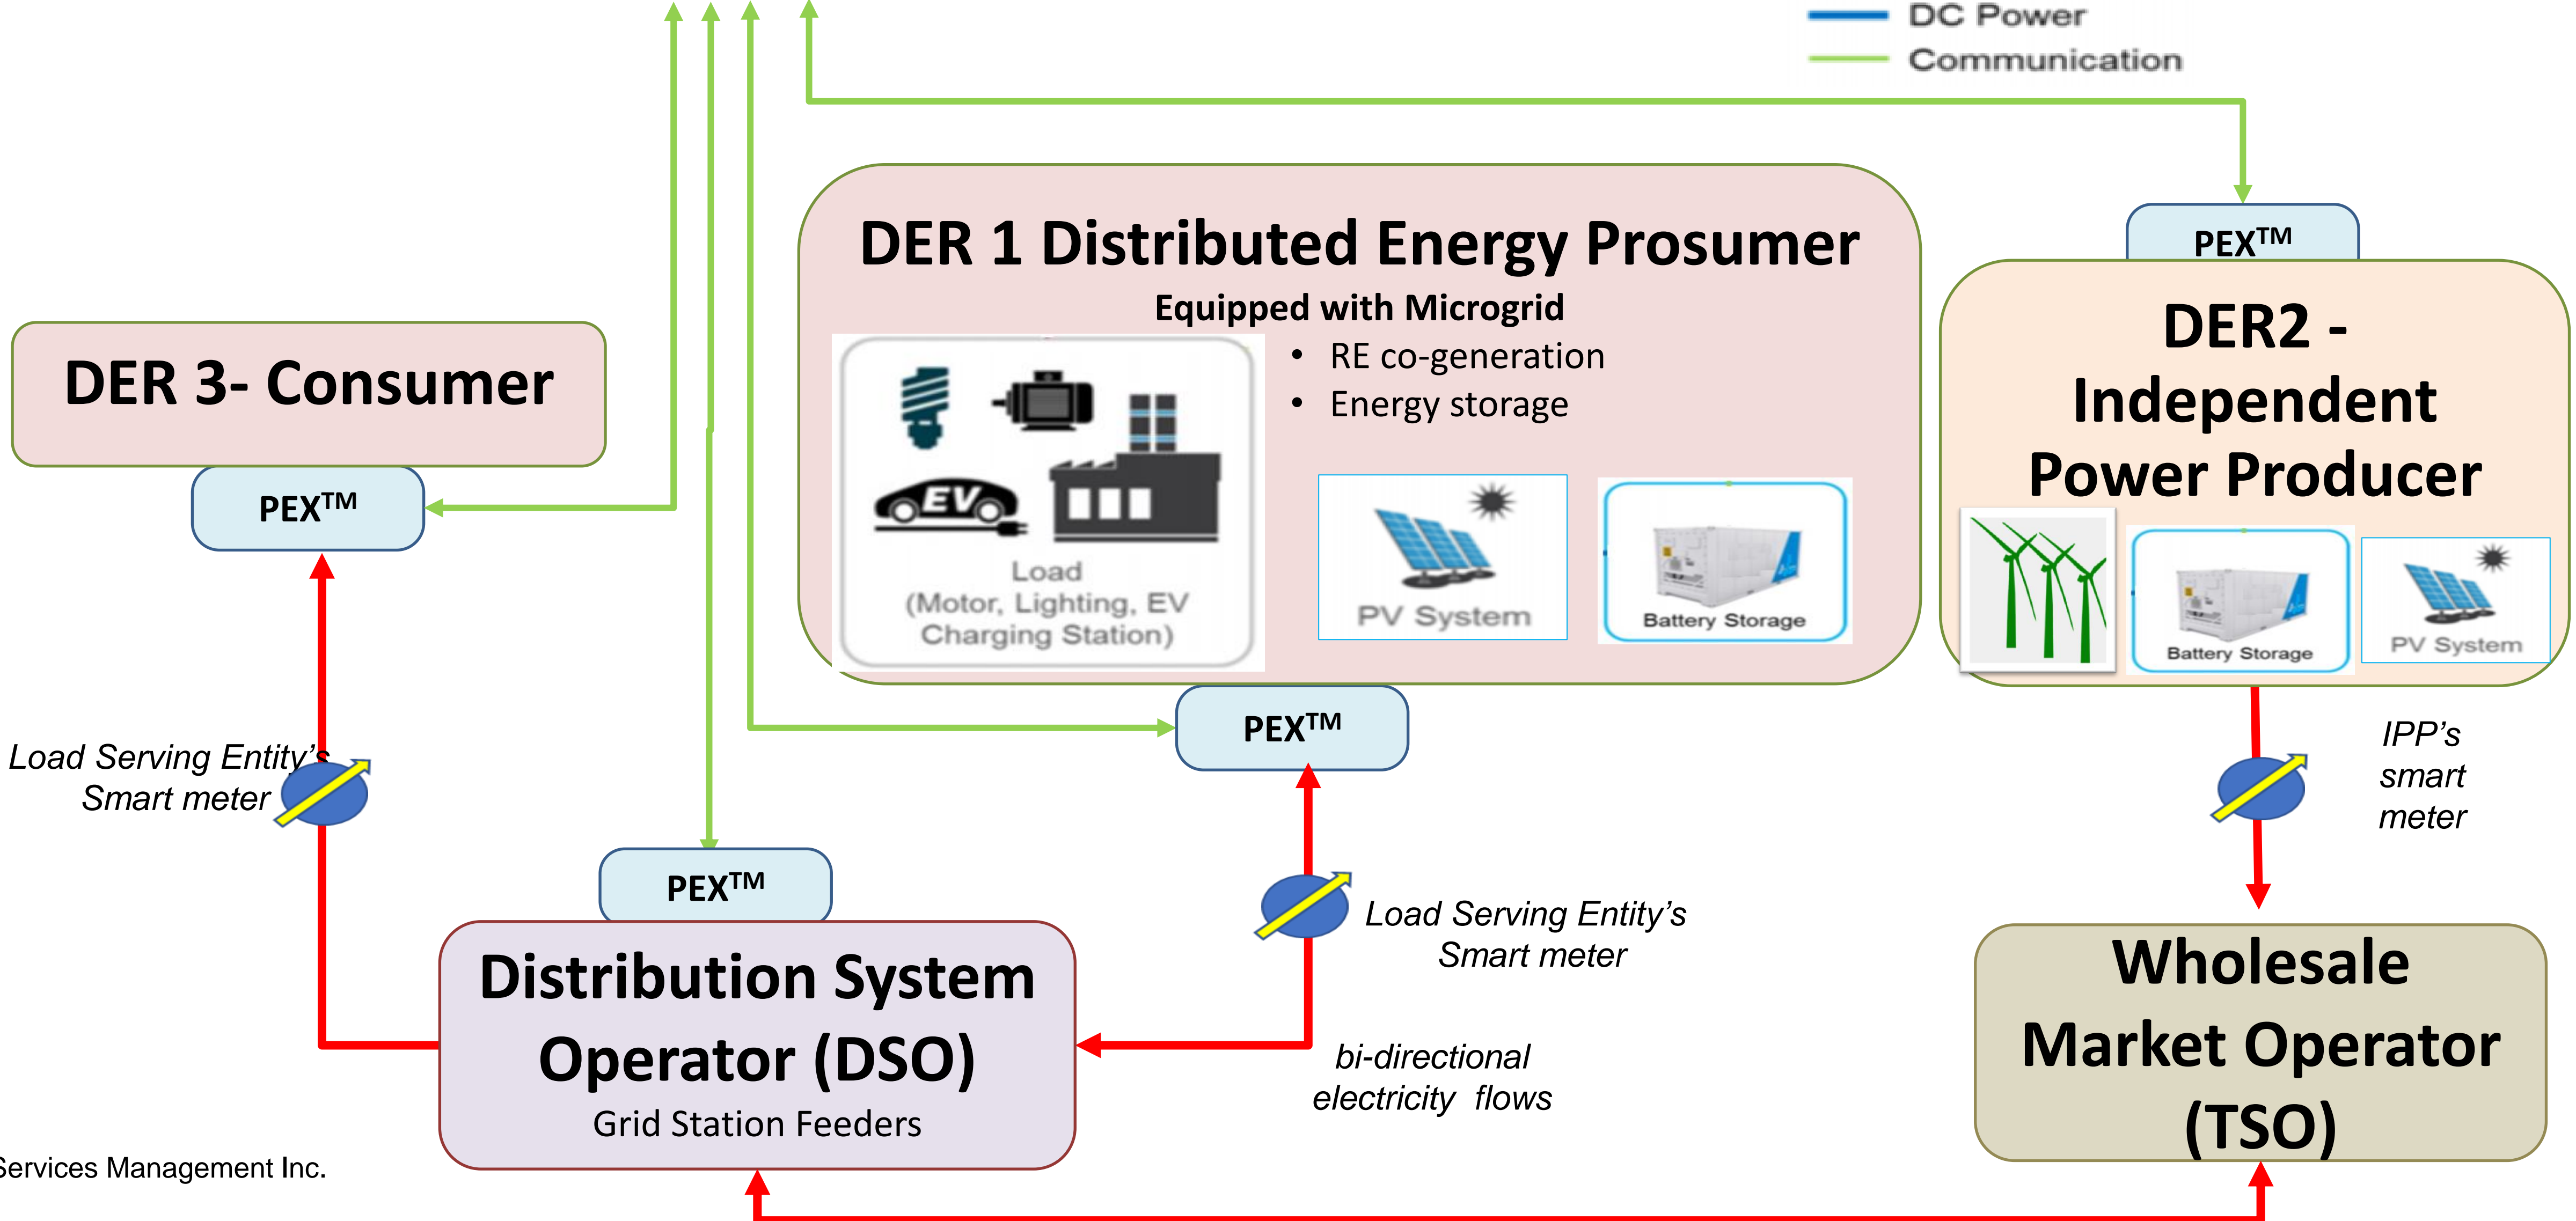 DC Power
Communication
DER 1 Distributed Energy Prosumer
Equipped with Microgrid
• RE co-generation
• Energy storage
EV
Load
(Motor, Lighting, EV
Charging Station)
PV System
Battery Storage
PEX™
DER2 -
Independent
Power Producer
Battery Storage
PV System
DER 3- Consumer
PEX™
PEX™
Load Serving Entity's
Smart meter
IPP's
smart
meter
PEX™
Distribution System
Operator (DSO)
Grid Station Feeders
Load Serving Entity's
Smart meter
bi-directional
electricity flows
Wholesale
Market Operator
(TSO)
Services Management Inc.